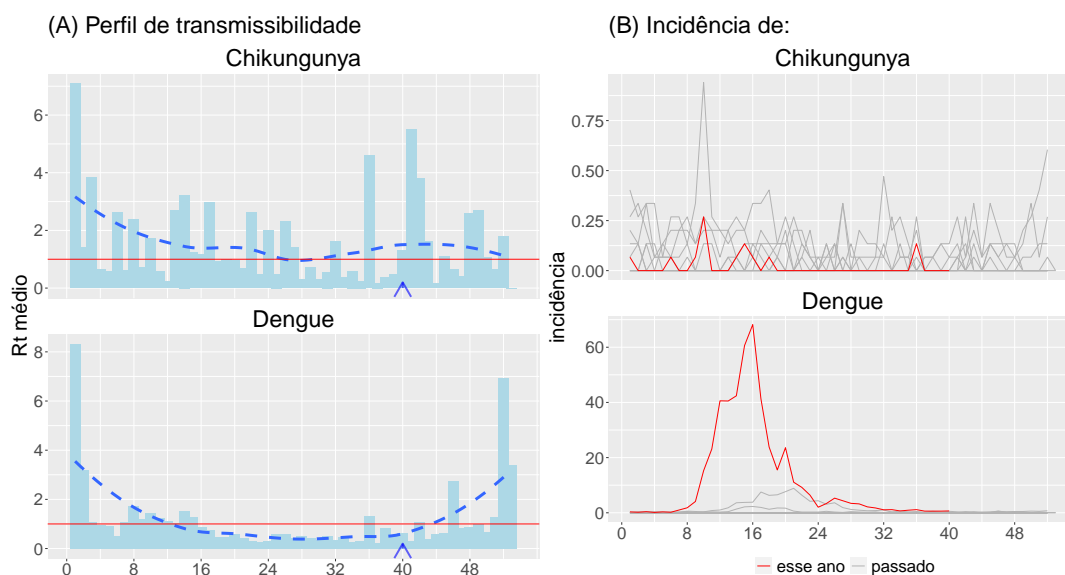 (A) Perfil de transmissibilidade
Chikungunya
6
4
2
0
Dengue
8
6
4
2
0
0 8 16 24 32 40 48
Rt médio
(B) Incidência de:
Chikungunya
0.75
0.50
0.25
0.00
Dengue
60
40
20
0
0 8 16 24 32 40 48
incidência
esse ano passado